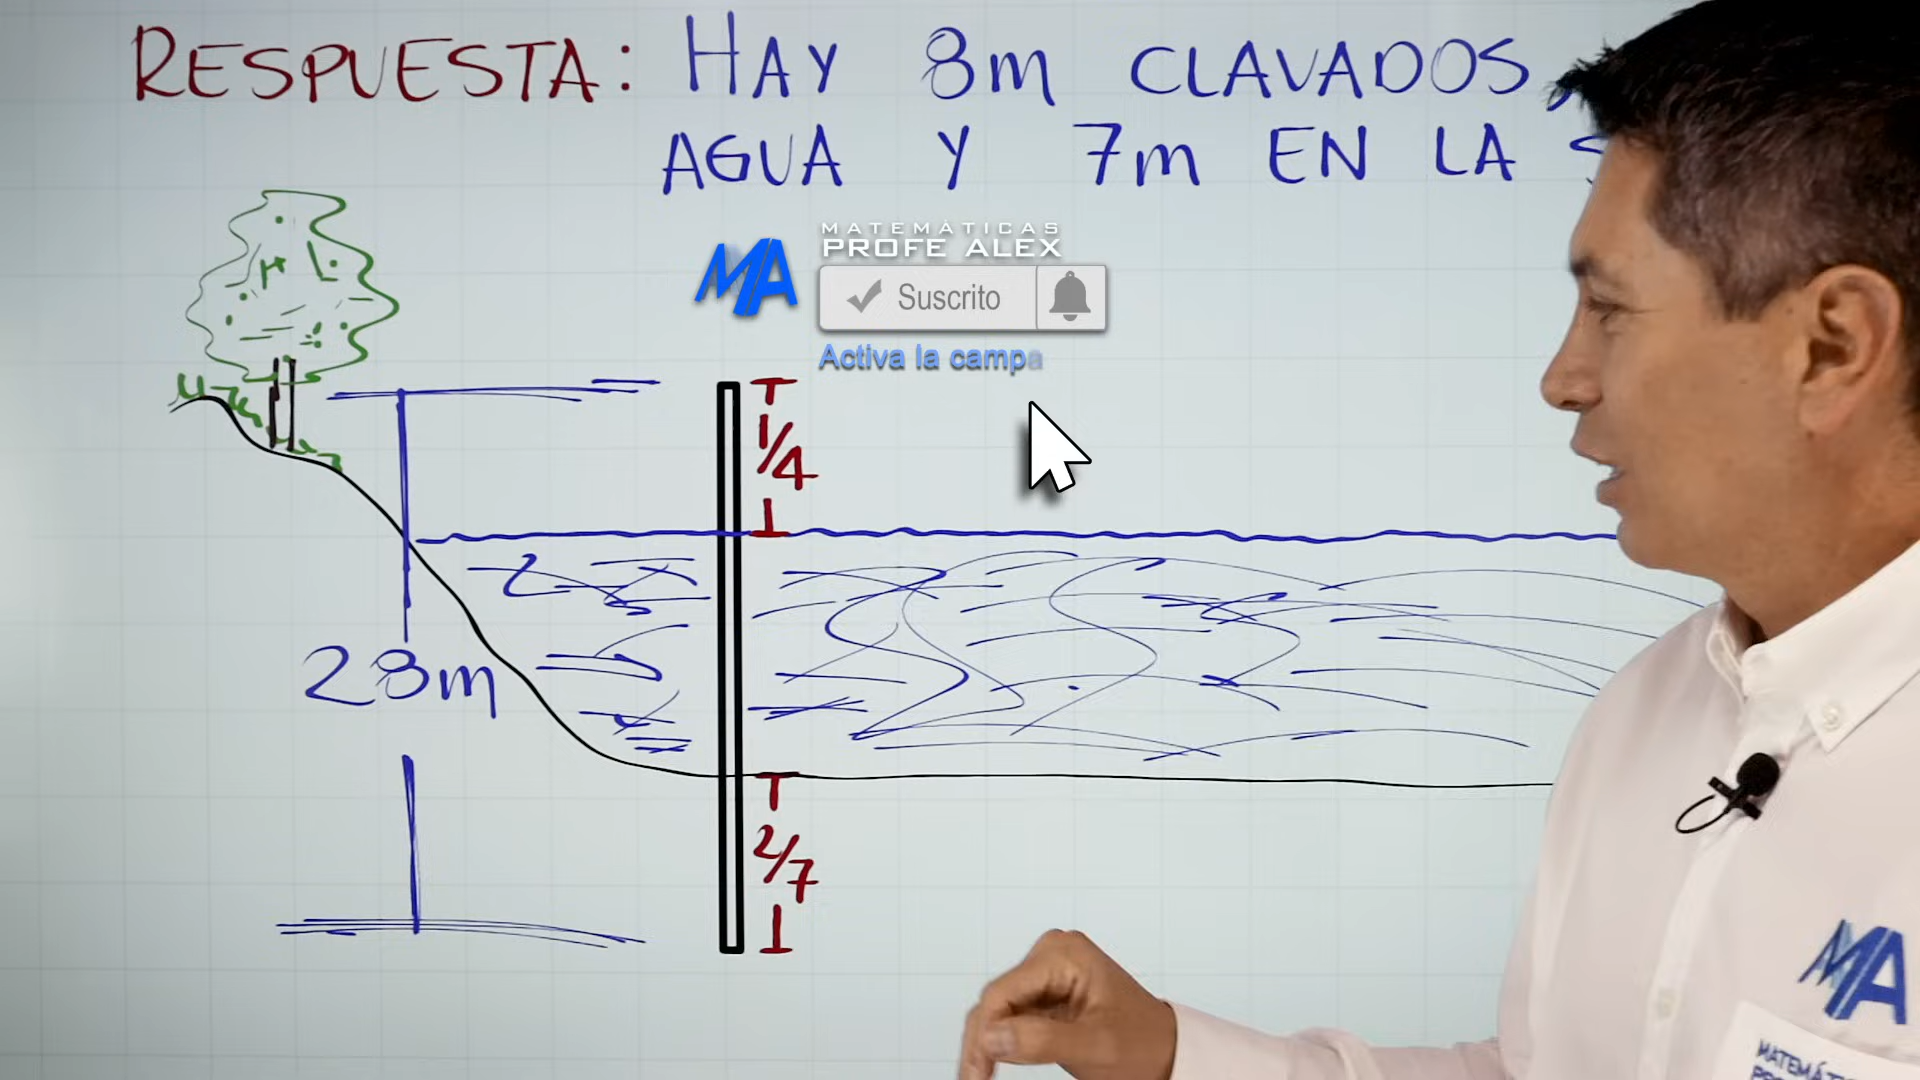 RESPUESTA: HAY 8m CLAVADOS,
AGUA Y 7m EN LA
MATEMÁTICAS
PROFE ALEX
Suscrito
Activa la campa
1/4
28m
2/7
MA